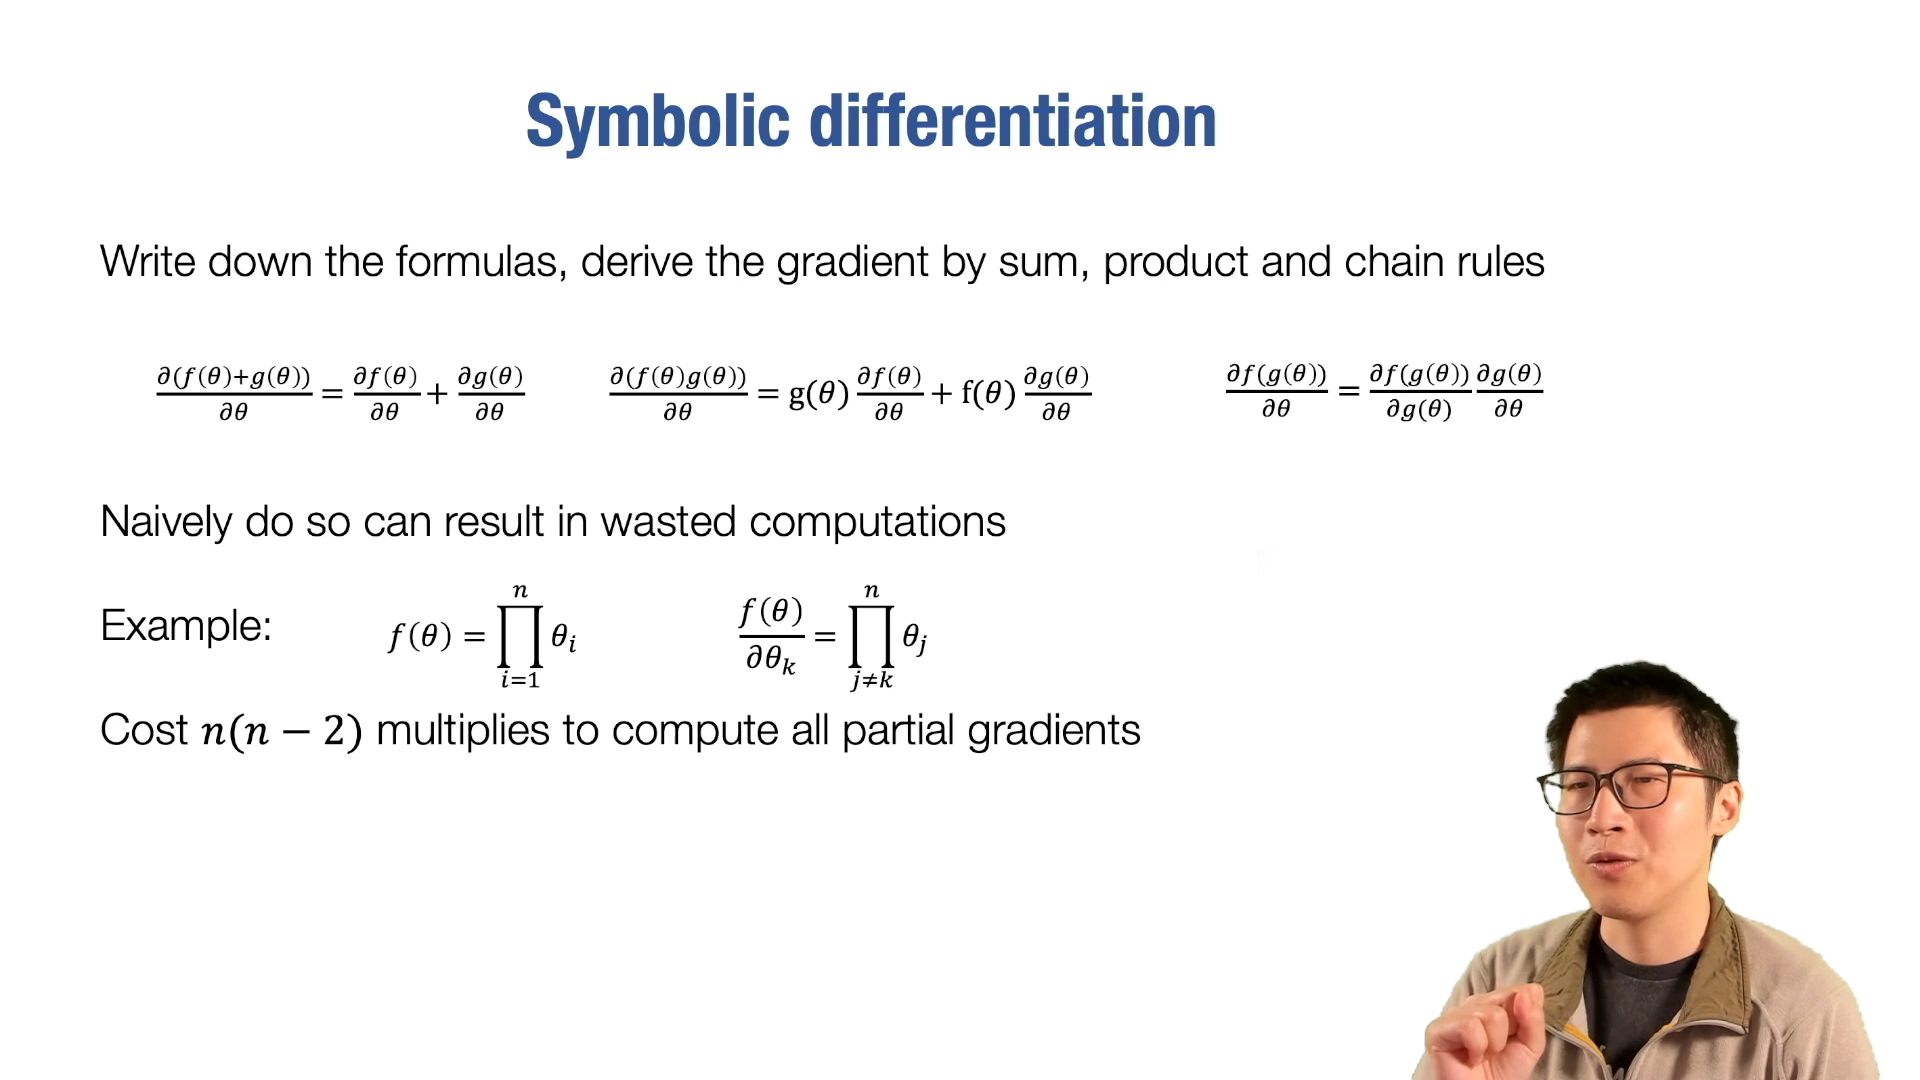 Symbolic differentiation
Write down the formulas, derive the gradient by sum, product and chain rules
∂(f(θ)+g(θ))/∂θ = ∂f(θ)/∂θ + ∂g(θ)/∂θ ∂(f(θ)g(θ))/∂θ = g(θ) ∂f(θ)/∂θ + f(θ) ∂g(θ)/∂θ ∂f(g(θ))/∂θ = ∂f(g(θ))/∂g(θ) ∂g(θ)/∂θ
Naively do so can result in wasted computations
Example: f(θ) = ∏_{i=1}^{n} θ_i f(θ)/∂θ_k = ∏_{j≠k}^{n} θ_j
Cost n(n − 2) multiplies to compute all partial gradients